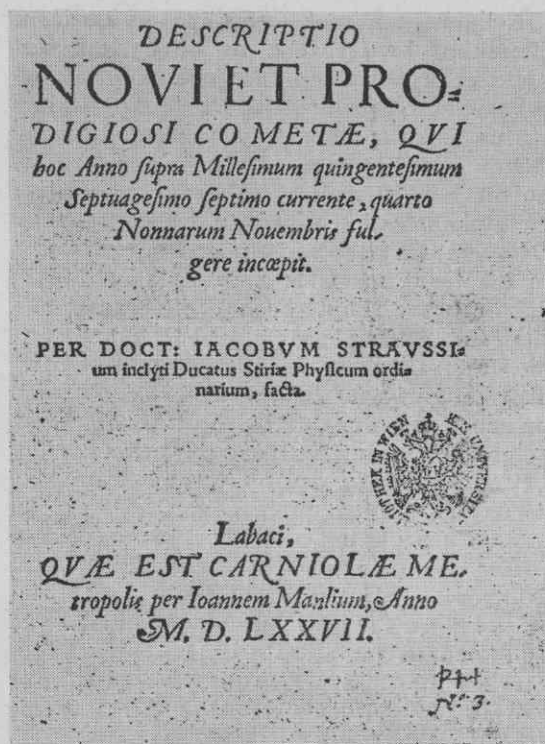 DESCRIPTIO
NOVI ET PRO-
DIGIOSI COMETÆ, QVI
hoc Anno ſupra Milleſimum quingenteſimum
Septuageſimo ſeptimo currente, quarto
Nonnarum Nouembris ful-
gere incœpit.
PER DOCT: IACOBVM STRAVSSI-
um inclyti Ducatus Stiriæ Phyſicum ordi-
narium, facta.
Labaci,
QVÆ EST CARNIOLÆ ME-
tropolis per Ioannem Manlium, Anno
M. D. LXXVII.
Nº 3.